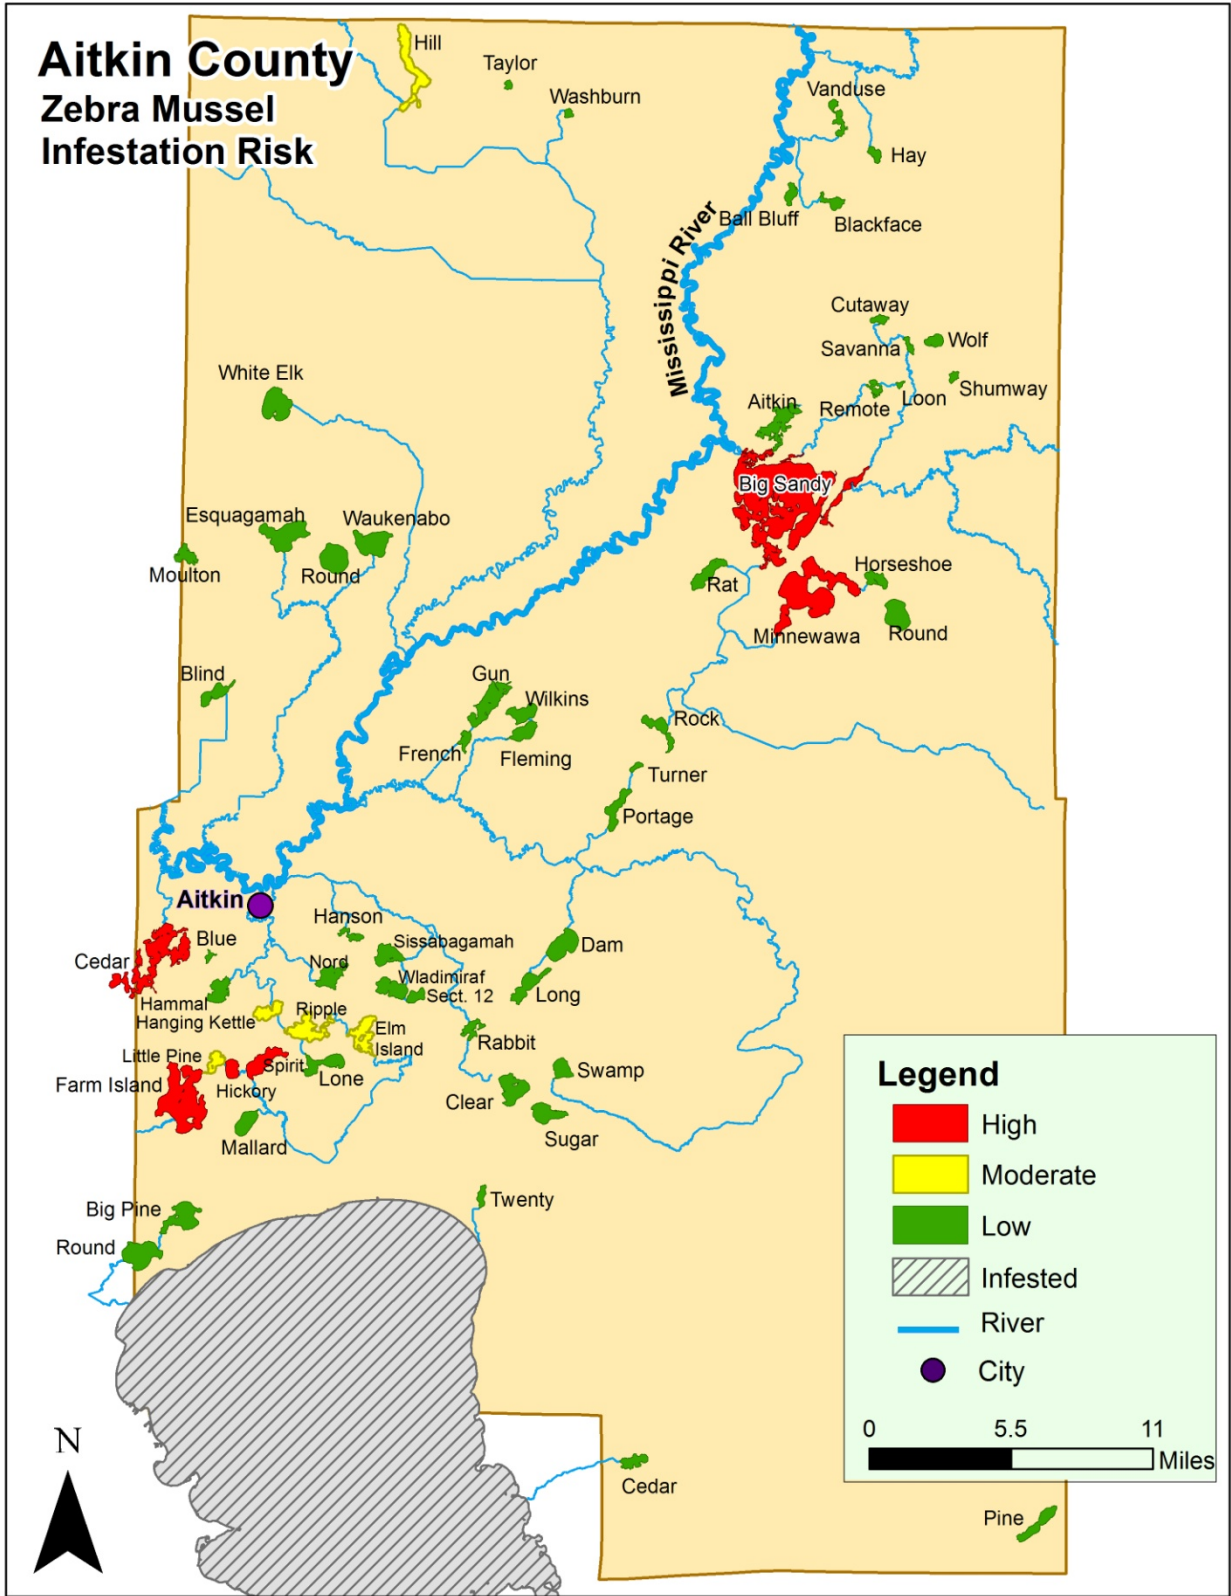 Aitkin County
Zebra Mussel
Infestation Risk
Hill
Taylor
Washburn
Vanduse
Hay
Ball Bluff
Blackface
Mississippi River
Cutaway
Savanna
Wolf
Shumway
Loon
Remote
Aitkin
White Elk
Big Sandy
Esquagamah
Waukenabo
Moulton
Round
Rat
Horseshoe
Minnewawa
Round
Blind
Gun
Wilkins
French
Fleming
Rock
Turner
Portage
Aitkin
Hanson
Blue
Sissabagamah
Dam
Cedar
Nord
Wladimiraf
Sect. 12
Long
Hammal
Hanging Kettle
Ripple
Elm
Island
Rabbit
Little Pine
Spirit
Lone
Swamp
Farm Island
Hickory
Clear
Sugar
Mallard
Twenty
Big Pine
Round
Cedar
Pine
Legend
High
Moderate
Low
Infested
River
City
0 5.5 11
Miles
N